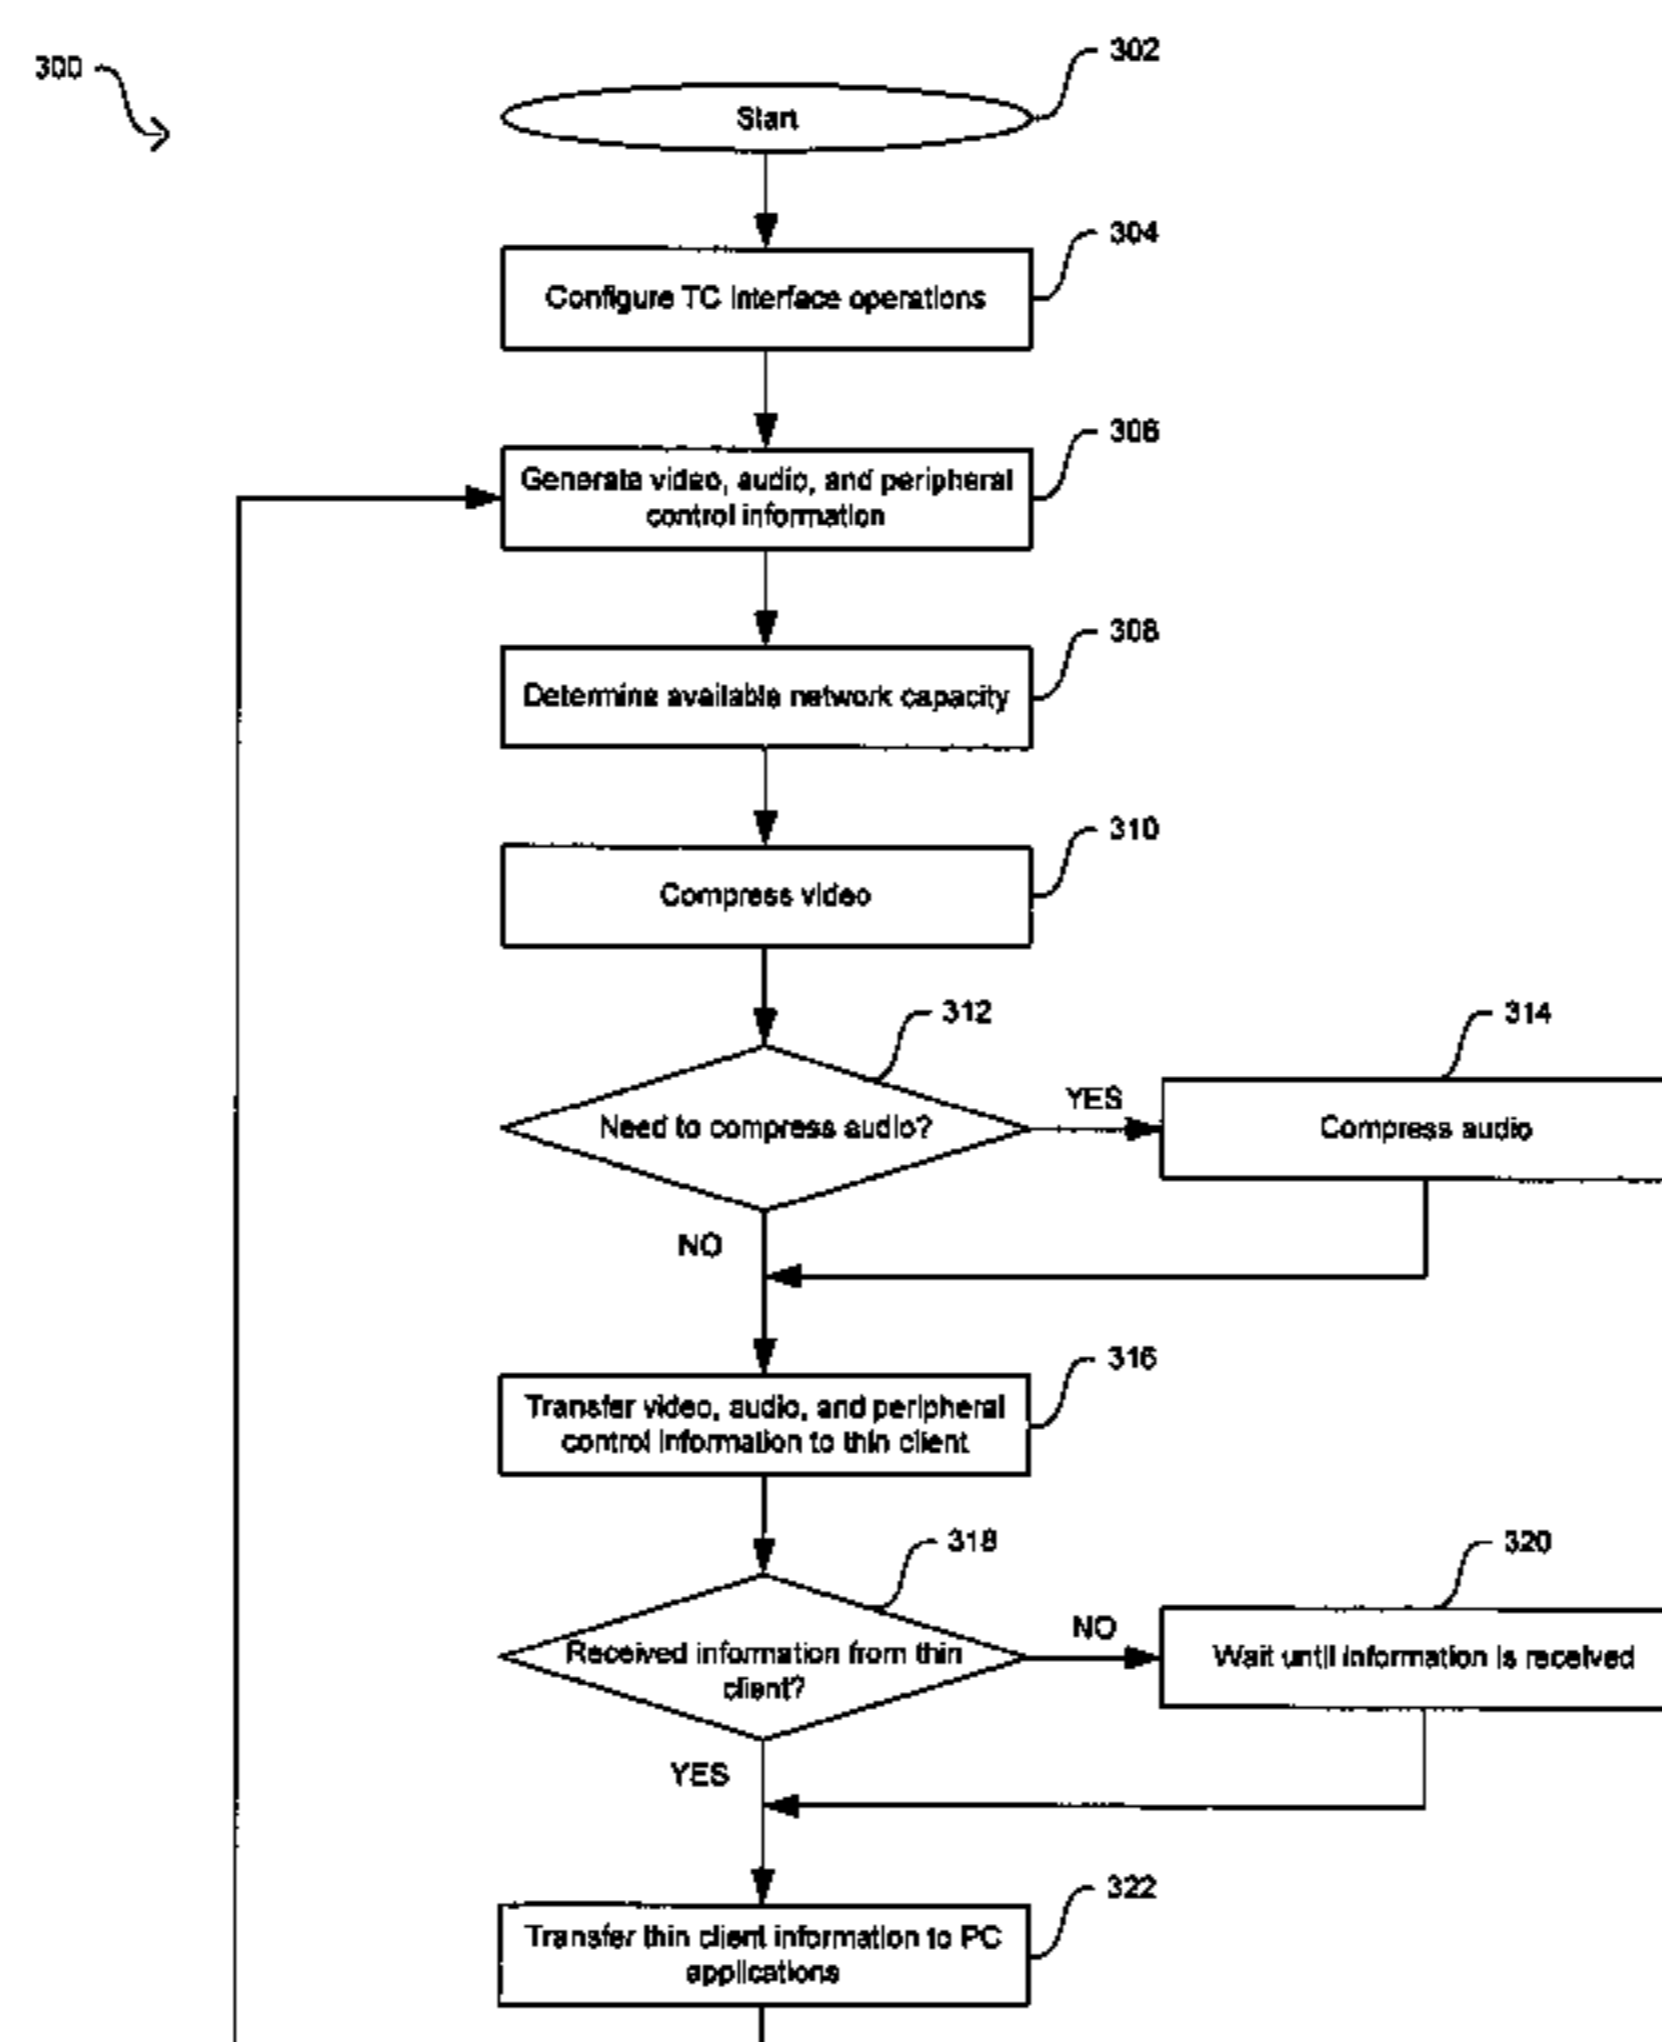 300
302
Start
304
Configure TC interface operations
306
Generate video, audio, and peripheral
control information
308
Determine available network capacity
310
Compress video
312
314
Need to compress audio?
YES
Compress audio
NO
316
Transfer video, audio, and peripheral
control information to thin client
318
320
Received information from thin
client?
NO
Wait until information is received
YES
322
Transfer thin client information to PC
applications